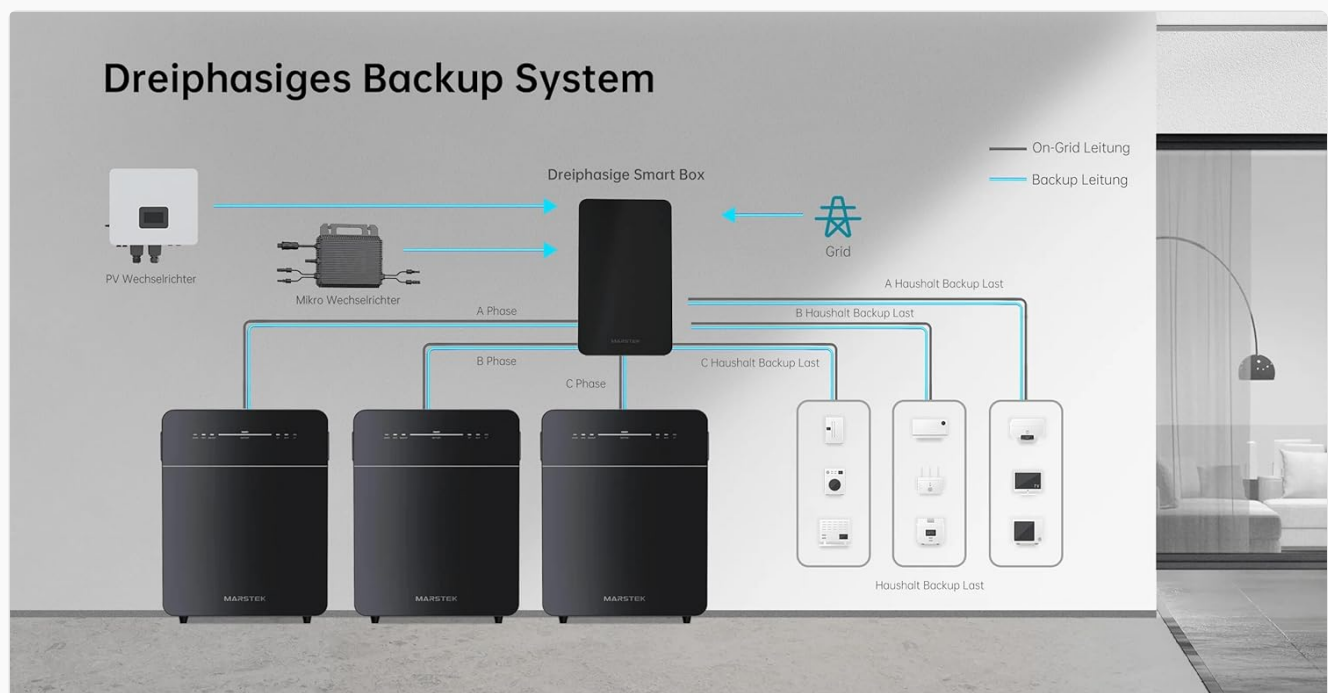 Dreiphasiges Backup System
On-Grid Leitung
Backup Leitung
Dreiphasige Smart Box
PV Wechselrichter
Mikro Wechselrichter
Grid
MARSTEK
A Phase
B Phase
C Phase
A Haushalt Backup Last
B Haushalt Backup Last
C Haushalt Backup Last
MARSTEK
MARSTEK
MARSTEK
Haushalt Backup Last